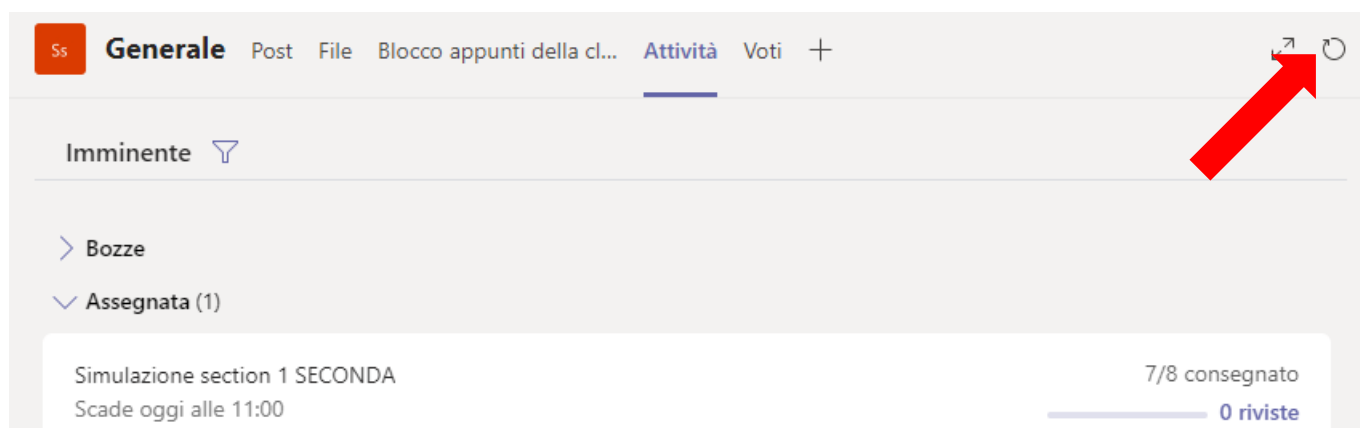 Ss Generale Post File Blocco appunti della cl... Attività Voti +
Imminente
Bozze
Assegnata (1)
Simulazione section 1 SECONDA 7/8 consegnato
Scade oggi alle 11:00 0 riviste